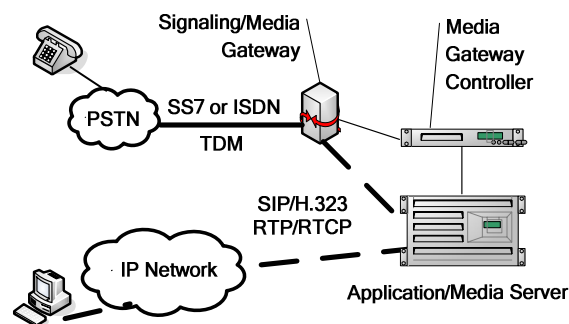 Signaling/Media
Gateway
Media
Gateway
Controller
PSTN
SS7 or ISDN
TDM
SIP/H.323
RTP/RTCP
IP Network
Application/Media Server